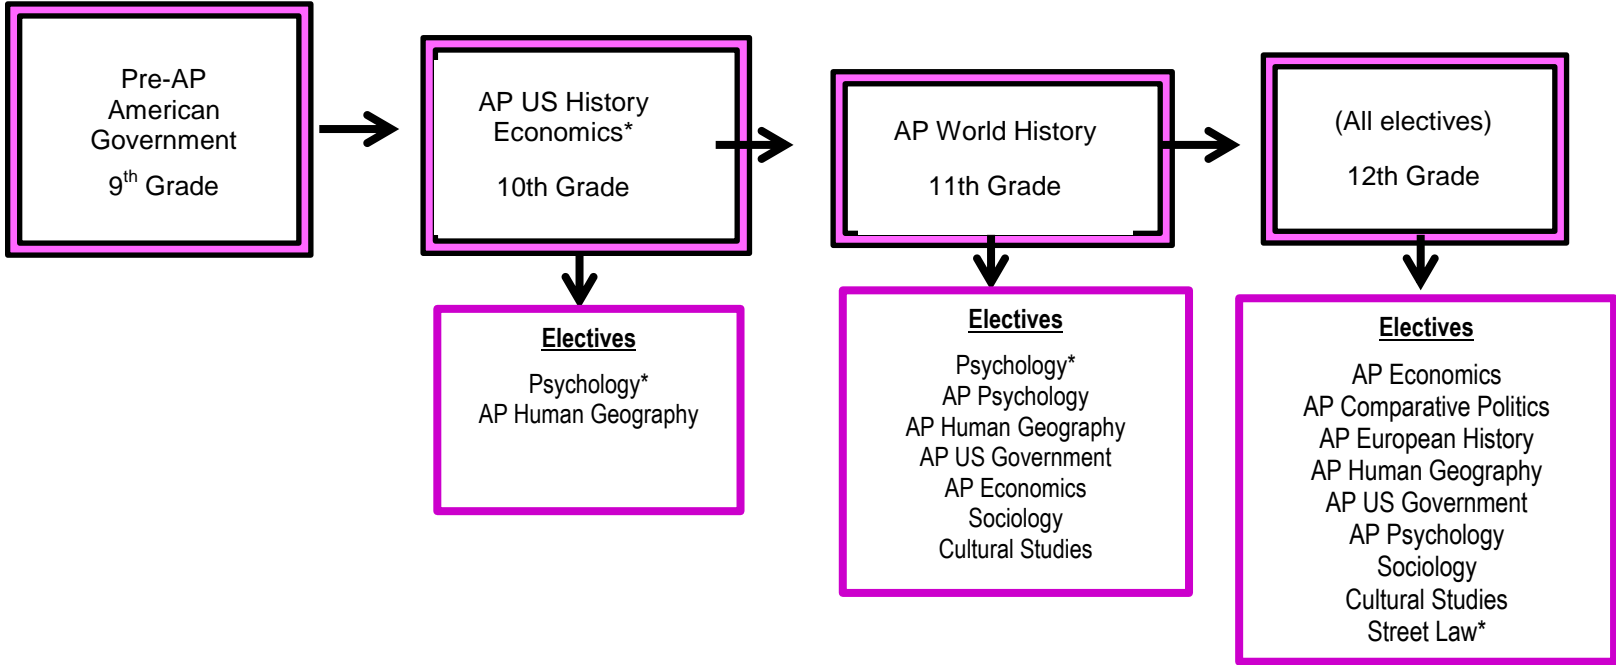 Pre-AP
American
Government
9th Grade
AP US History
Economics*
10th Grade
AP World History
11th Grade
(All electives)
12th Grade
Electives
Psychology*
AP Human Geography
Electives
Psychology*
AP Psychology
AP Human Geography
AP US Government
AP Economics
Sociology
Cultural Studies
Electives
AP Economics
AP Comparative Politics
AP European History
AP Human Geography
AP US Government
AP Psychology
Sociology
Cultural Studies
Street Law*